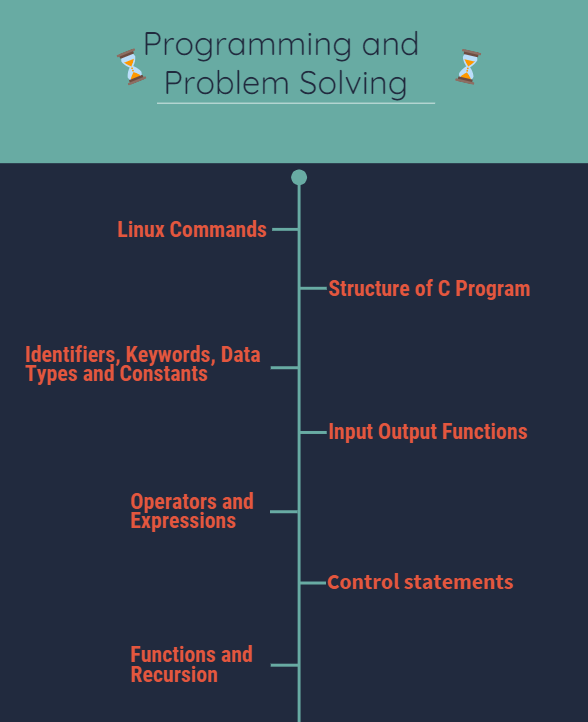 Programming and
Problem Solving
Linux Commands
Structure of C Program
Identifiers, Keywords, Data
Types and Constants
Input Output Functions
Operators and
Expressions
Control statements
Functions and
Recursion